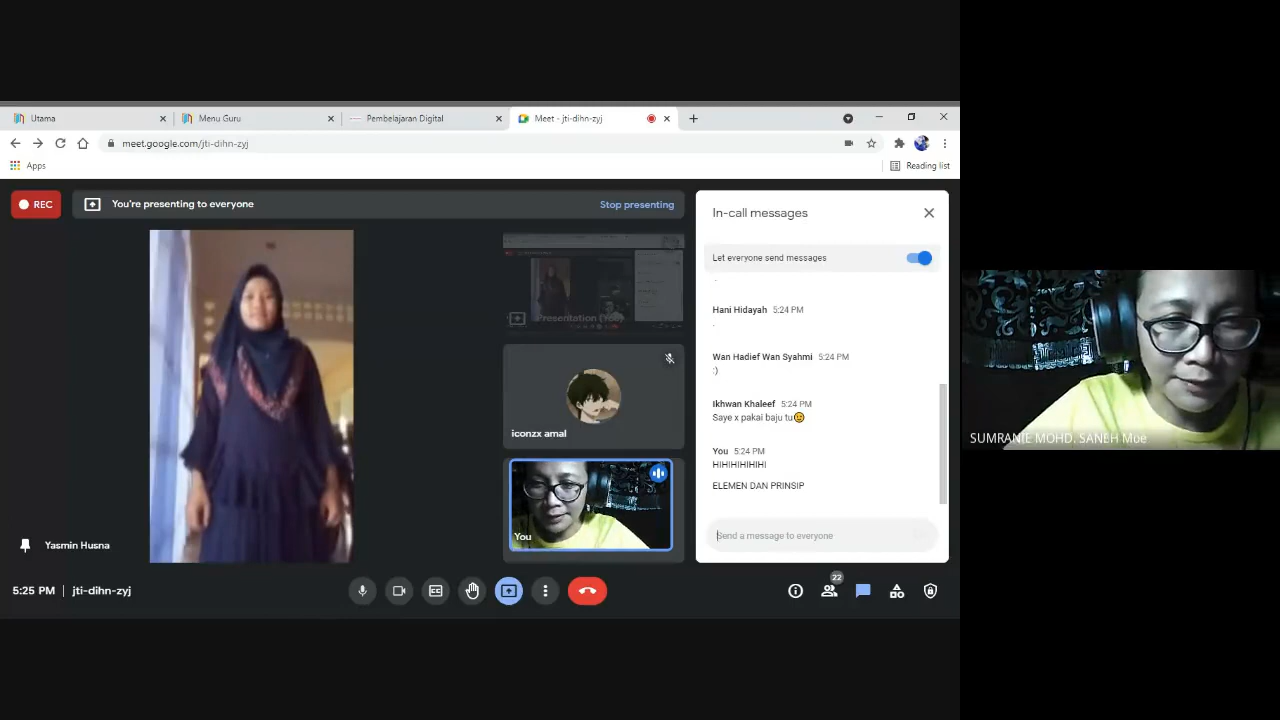 Utama
Menu Guru
Pembelajaran Digital
Meet - jti-dihn-zyj
meet.google.com/jti-dihn-zyj
Apps
Reading list
REC
You're presenting to everyone
Stop presenting
In-call messages
Let everyone send messages
Hani Hidayah 5:24 PM
.
Wan Hadief Wan Syahmi 5:24 PM
:)
Ikhwan Khaleef 5:24 PM
Saye x pakai baju tu😉
You 5:24 PM
HIHIHIHIHIHI
ELEMEN DAN PRINSIP
Send a message to everyone
Presentation (You)
iconzx amal
You
Yasmin Husna
SUMRANIE MOHD. SANEH Moe
5:25 PM | jti-dihn-zyj
22